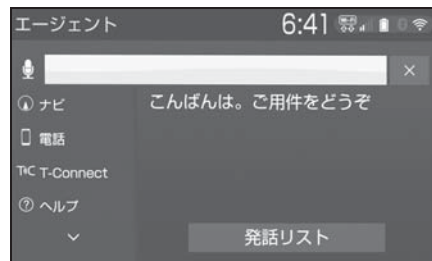 エージェント 6:41
×
ナビ こんばんは。ご用件をどうぞ
電話
T-Connect
? ヘルプ
発話リスト